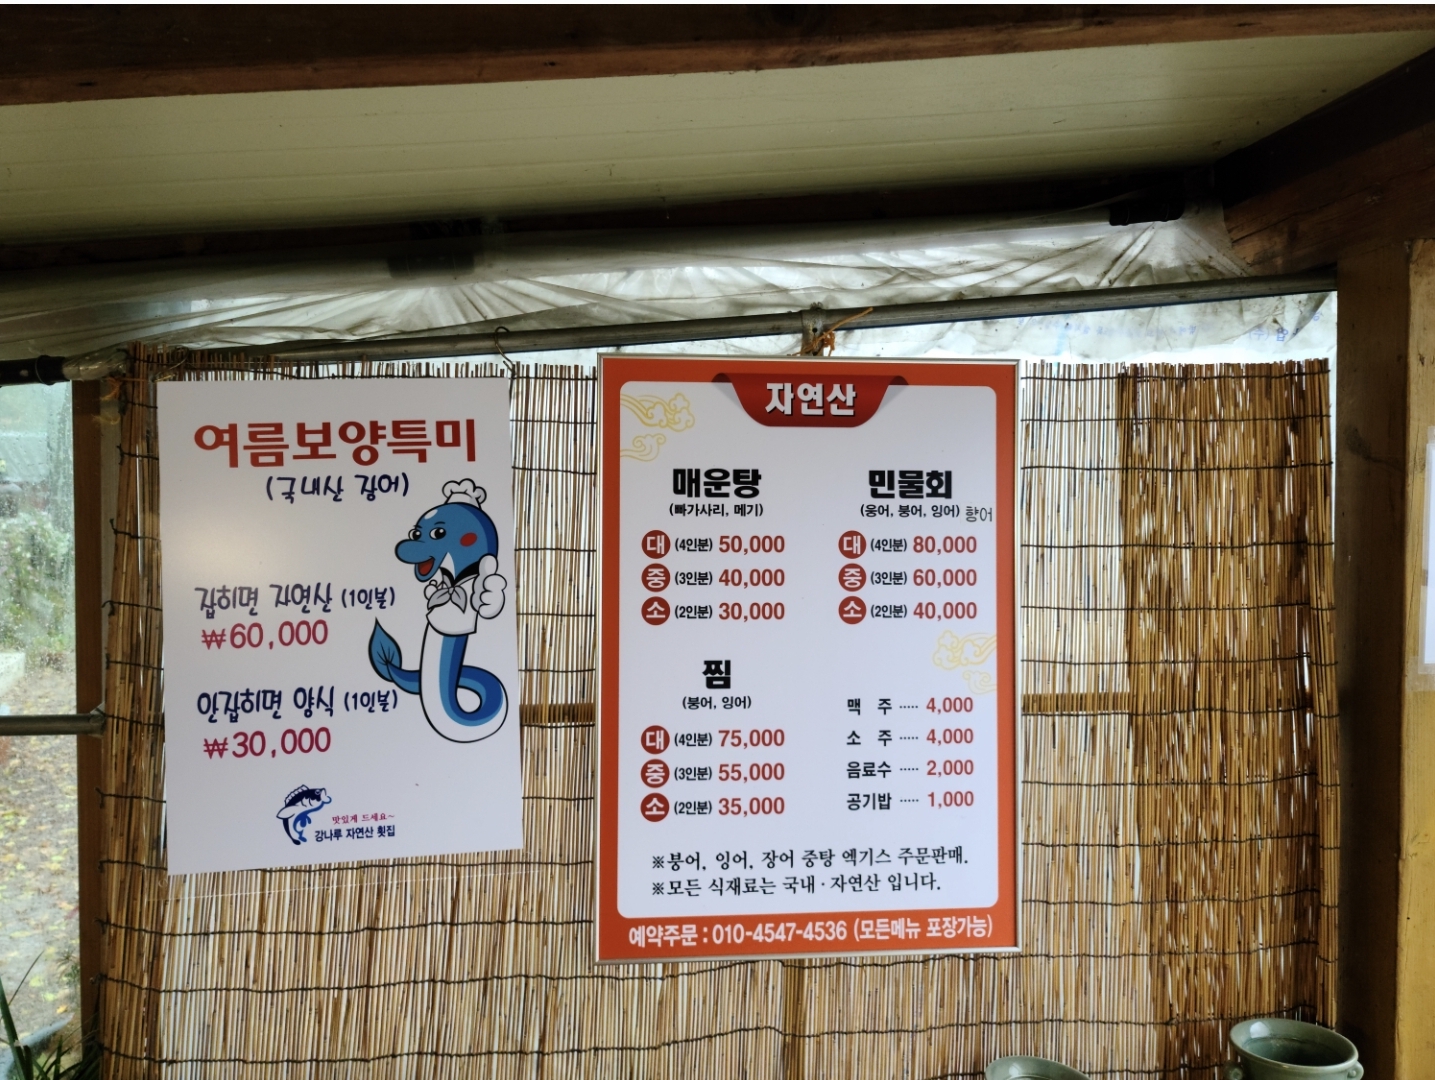 여름보양특미
(국내산 장어)
잡히면 자연산 (1인분)
₩60,000
안잡히면 양식 (1인분)
₩30,000
맛있게 드세요~
강나루 자연산 횟집
자연산
매운탕
(빠가사리, 메기)
대 (4인분) 50,000
중 (3인분) 40,000
소 (2인분) 30,000
민물회
(웅어, 붕어, 잉어) 향어
대 (4인분) 80,000
중 (3인분) 60,000
소 (2인분) 40,000
찜
(붕어, 잉어)
대 (4인분) 75,000
중 (3인분) 55,000
소 (2인분) 35,000
맥 주 ····· 4,000
소 주 ····· 4,000
음료수 ····· 2,000
공기밥 ····· 1,000
※붕어, 잉어, 장어 중탕 엑기스 주문판매.
※모든 식재료는 국내·자연산 입니다.
예약주문 : 010-4547-4536 (모든메뉴 포장가능)